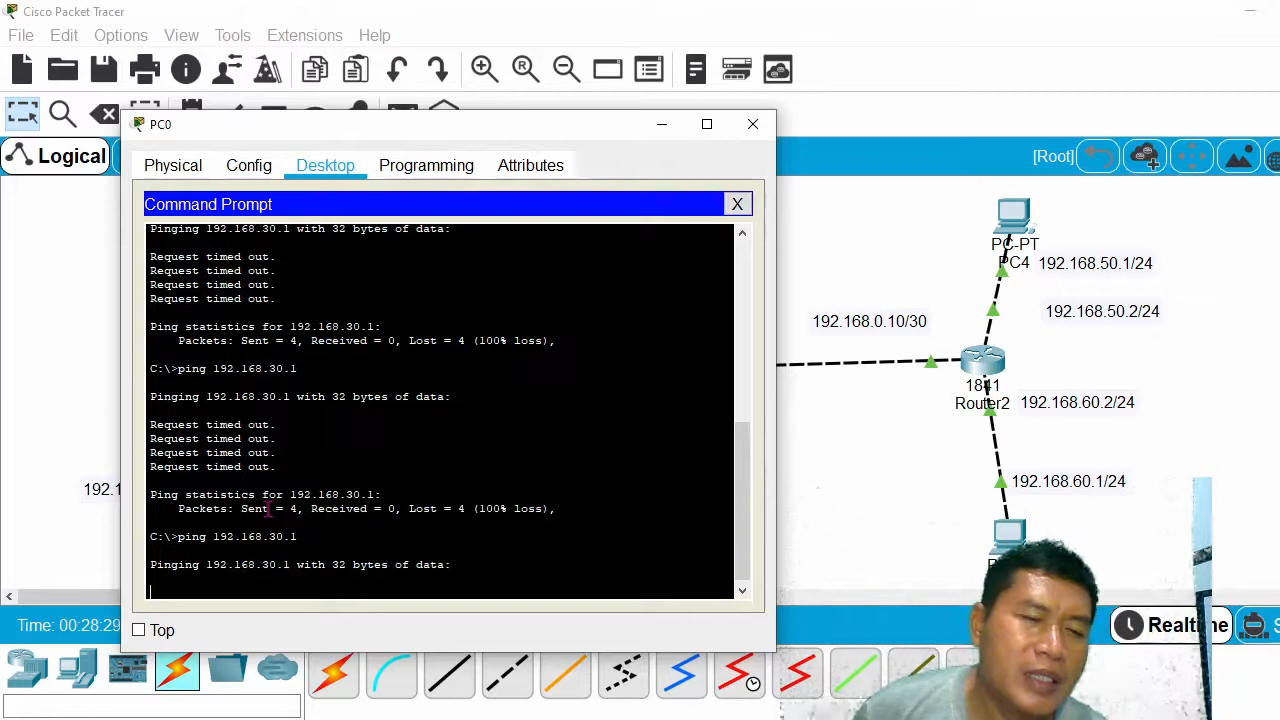 Cisco Packet Tracer
File Edit Options View Tools Extensions Help
Logical
[Root]
PC0
Physical Config Desktop Programming Attributes
Command Prompt
X
Pinging 192.168.30.1 with 32 bytes of data:
Request timed out.
Request timed out.
Request timed out.
Request timed out.
Ping statistics for 192.168.30.1:
Packets: Sent = 4, Received = 0, Lost = 4 (100% loss),
C:\>ping 192.168.30.1
Pinging 192.168.30.1 with 32 bytes of data:
Request timed out.
Request timed out.
Request timed out.
Request timed out.
Ping statistics for 192.168.30.1:
Packets: Sent = 4, Received = 0, Lost = 4 (100% loss),
C:\>ping 192.168.30.1
Pinging 192.168.30.1 with 32 bytes of data:
Top
PC-PT
PC4
192.168.50.1/24
192.168.50.2/24
192.168.0.10/30
1841
Router2
192.168.60.2/24
192.168.60.1/24
192.1
Time: 00:28:29
Realtime
S